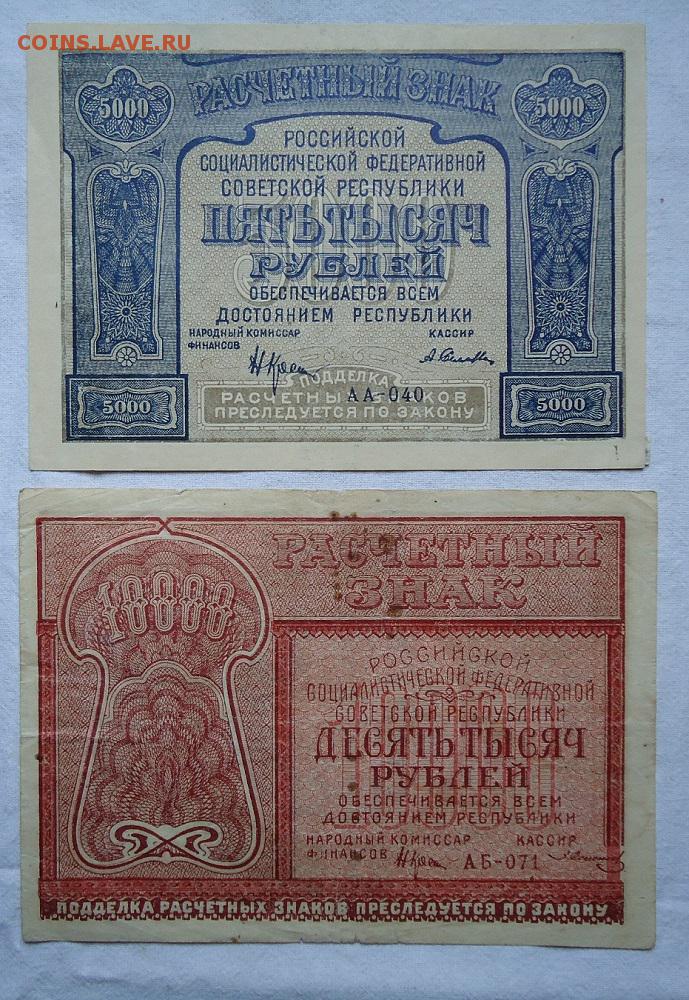 COINS.LAVE.RU
5000 РАСЧЕТНЫЙ ЗНАК 5000
РОССИЙСКОЙ
СОЦИАЛИСТИЧЕСКОЙ ФЕДЕРАТИВНОЙ
СОВЕТСКОЙ РЕСПУБЛИКИ
ПЯТЬ ТЫСЯЧ
РУБЛЕЙ
ОБЕСПЕЧИВАЕТСЯ ВСЕМ
ДОСТОЯНИЕМ РЕСПУБЛИКИ
НАРОДНЫЙ КОМИССАР КАССИР
ФИНАНСОВ
ПОДДЕЛКА
АА-040
5000 РАСЧЕТНЫХ ЗНАКОВ 5000
ПРЕСЛЕДУЕТСЯ ПО ЗАКОНУ
10000
РАСЧЕТНЫЙ
ЗНАК
РОССИЙСКОЙ
СОЦИАЛИСТИЧЕСКОЙ ФЕДЕРАТИВНОЙ
СОВЕТСКОЙ РЕСПУБЛИКИ
ДЕСЯТЬ ТЫСЯЧ
РУБЛЕЙ
ОБЕСПЕЧИВАЕТСЯ ВСЕМ
ДОСТОЯНИЕМ РЕСПУБЛИКИ
НАРОДНЫЙ КОМИССАР КАССИР
ФИНАНСОВ АБ-071
ПОДДЕЛКА РАСЧЕТНЫХ ЗНАКОВ ПРЕСЛЕДУЕТСЯ ПО ЗАКОНУ